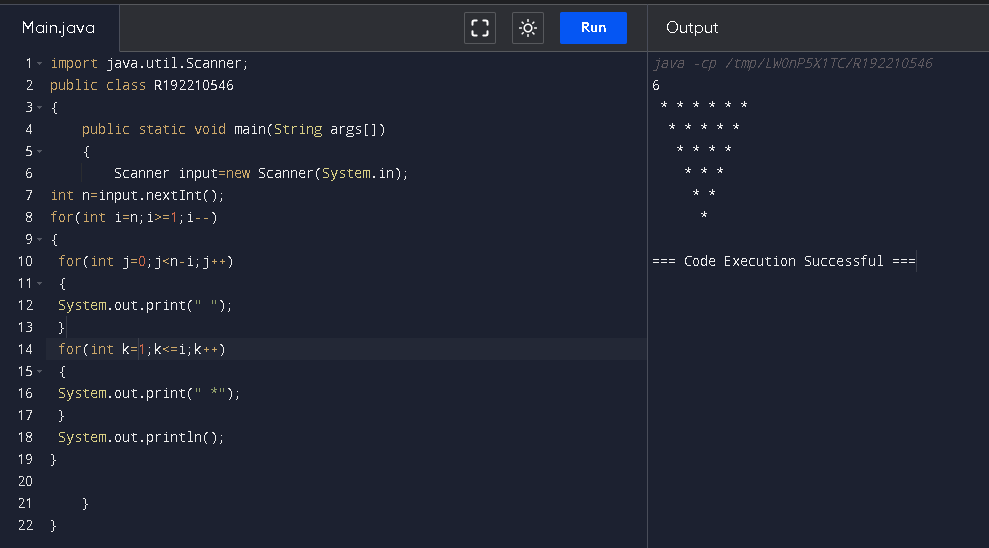 Main.java
Run
Output
1 import java.util.Scanner;
2 public class R192210546
3 {
4     public static void main(String args[])
5     {
6         Scanner input=new Scanner(System.in);
7 int n=input.nextInt();
8 for(int i=n;i>=1;i--)
9 {
10  for(int j=0;j<n-i;j++)
11  {
12  System.out.print(" ");
13  }
14  for(int k=1;k<=i;k++)
15  {
16  System.out.print(" *");
17  }
18  System.out.println();
19 }
20
21     }
22 }
java -cp /tmp/LW0nP5X1TC/R192210546
6
 * * * * * *
  * * * * *
   * * * *
    * * *
     * *
      *
=== Code Execution Successful ===